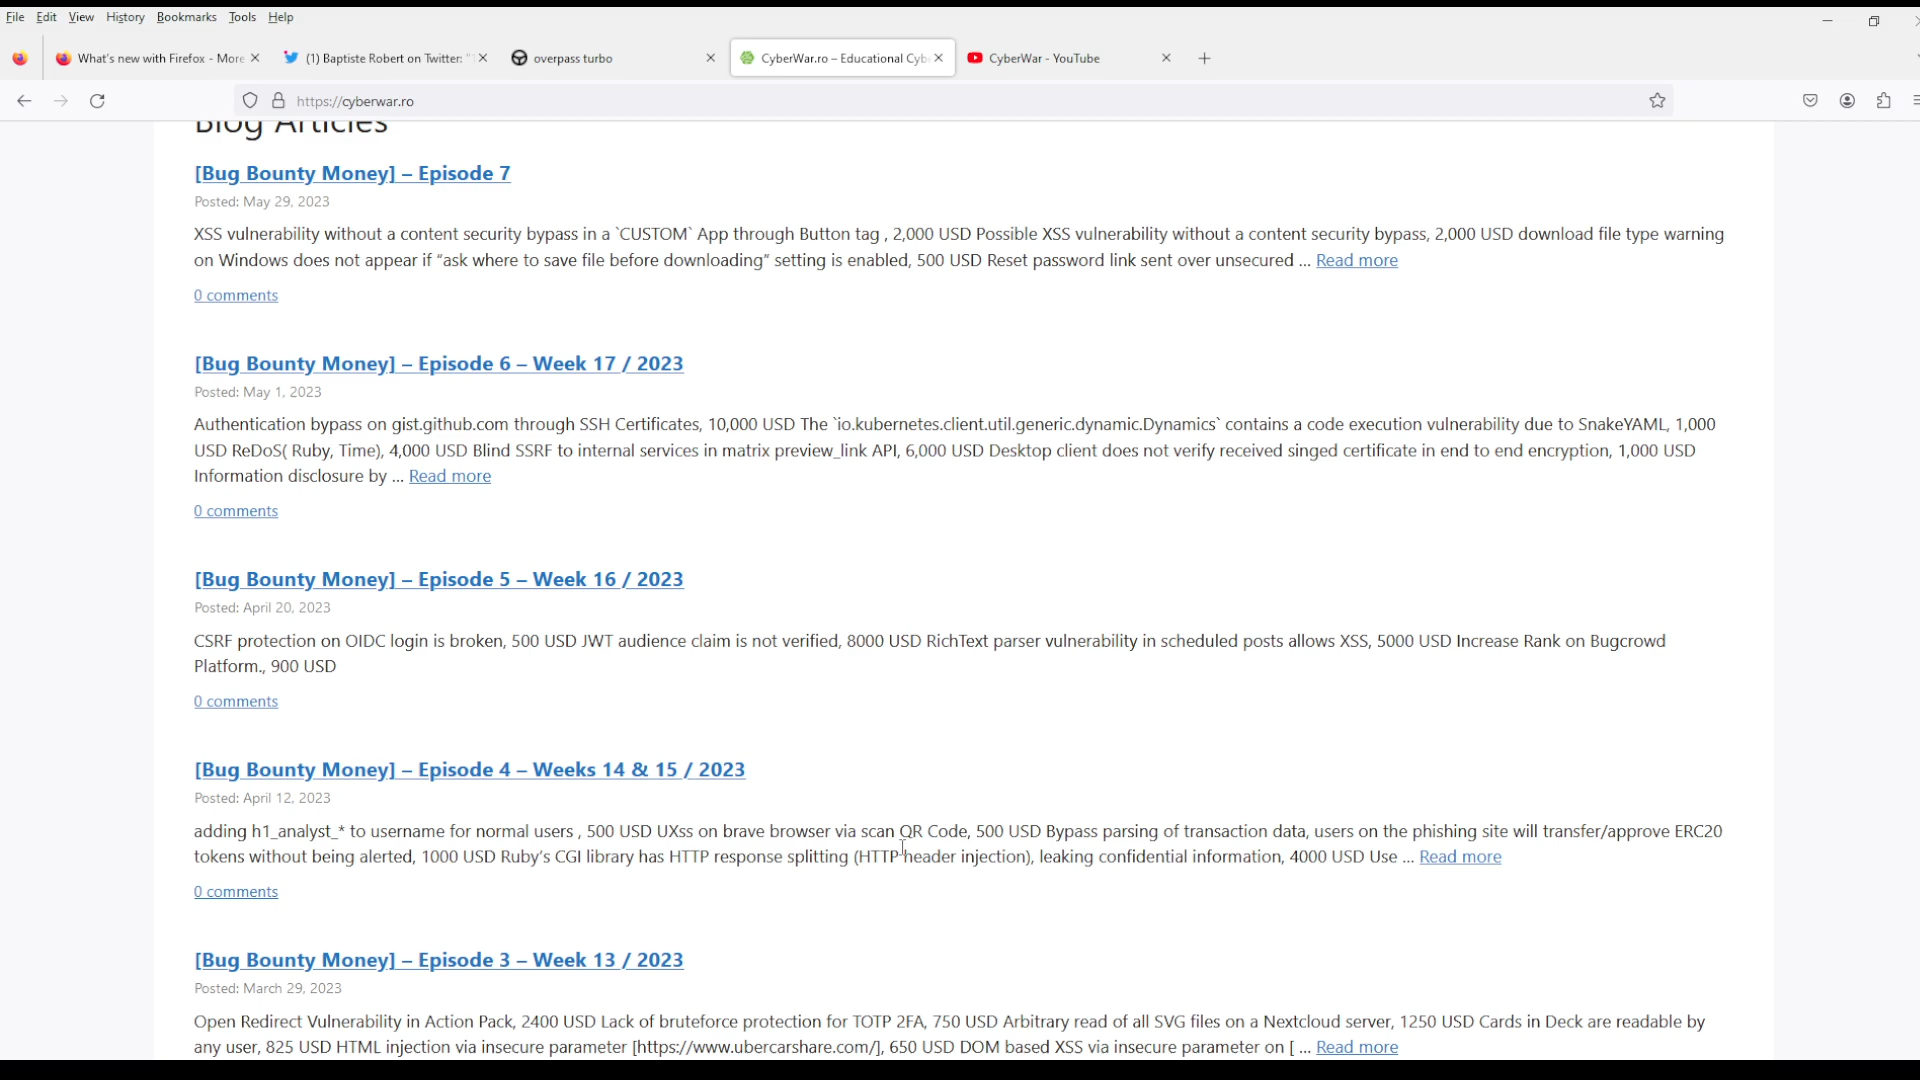 File Edit View History Bookmarks Tools Help
What's new with Firefox - More
(1) Baptiste Robert on Twitter: "
overpass turbo
CyberWar.ro – Educational Cyb
CyberWar - YouTube
https://cyberwar.ro
Blog Articles
[Bug Bounty Money] – Episode 7
Posted: May 29, 2023
XSS vulnerability without a content security bypass in a `CUSTOM` App through Button tag , 2,000 USD Possible XSS vulnerability without a content security bypass, 2,000 USD download file type warning
on Windows does not appear if “ask where to save file before downloading” setting is enabled, 500 USD Reset password link sent over unsecured ... Read more
0 comments
[Bug Bounty Money] – Episode 6 – Week 17 / 2023
Posted: May 1, 2023
Authentication bypass on gist.github.com through SSH Certificates, 10,000 USD The `io.kubernetes.client.util.generic.dynamic.Dynamics` contains a code execution vulnerability due to SnakeYAML, 1,000
USD ReDoS( Ruby, Time), 4,000 USD Blind SSRF to internal services in matrix preview_link API, 6,000 USD Desktop client does not verify received singed certificate in end to end encryption, 1,000 USD
Information disclosure by ... Read more
0 comments
[Bug Bounty Money] – Episode 5 – Week 16 / 2023
Posted: April 20, 2023
CSRF protection on OIDC login is broken, 500 USD JWT audience claim is not verified, 8000 USD RichText parser vulnerability in scheduled posts allows XSS, 5000 USD Increase Rank on Bugcrowd
Platform., 900 USD
0 comments
[Bug Bounty Money] – Episode 4 – Weeks 14 & 15 / 2023
Posted: April 12, 2023
adding h1_analyst_* to username for normal users , 500 USD UXss on brave browser via scan QR Code, 500 USD Bypass parsing of transaction data, users on the phishing site will transfer/approve ERC20
tokens without being alerted, 1000 USD Ruby’s CGI library has HTTP response splitting (HTTP header injection), leaking confidential information, 4000 USD Use ... Read more
0 comments
[Bug Bounty Money] – Episode 3 – Week 13 / 2023
Posted: March 29, 2023
Open Redirect Vulnerability in Action Pack, 2400 USD Lack of bruteforce protection for TOTP 2FA, 750 USD Arbitrary read of all SVG files on a Nextcloud server, 1250 USD Cards in Deck are readable by
any user, 825 USD HTML injection via insecure parameter [https://www.ubercarshare.com/], 650 USD DOM based XSS via insecure parameter on [ ... Read more